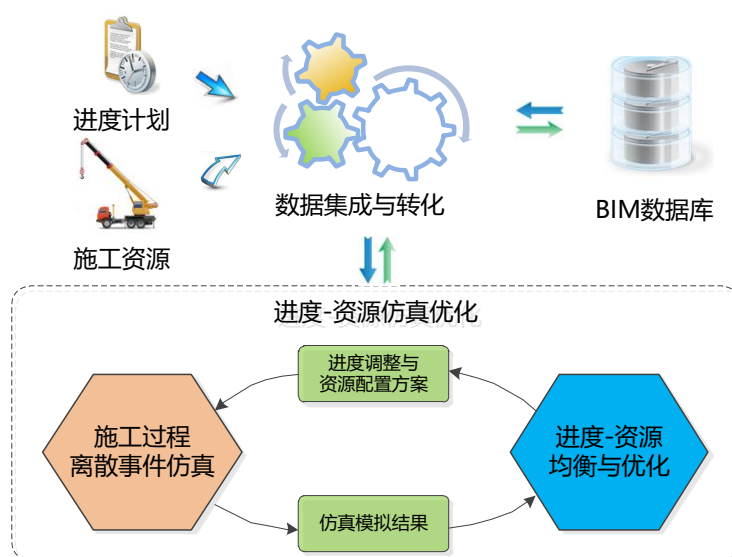 进度计划
施工资源
数据集成与转化
BIM数据库
进度-资源仿真优化
进度调整与
资源配置方案
施工过程
离散事件仿真
进度-资源
均衡与优化
仿真模拟结果